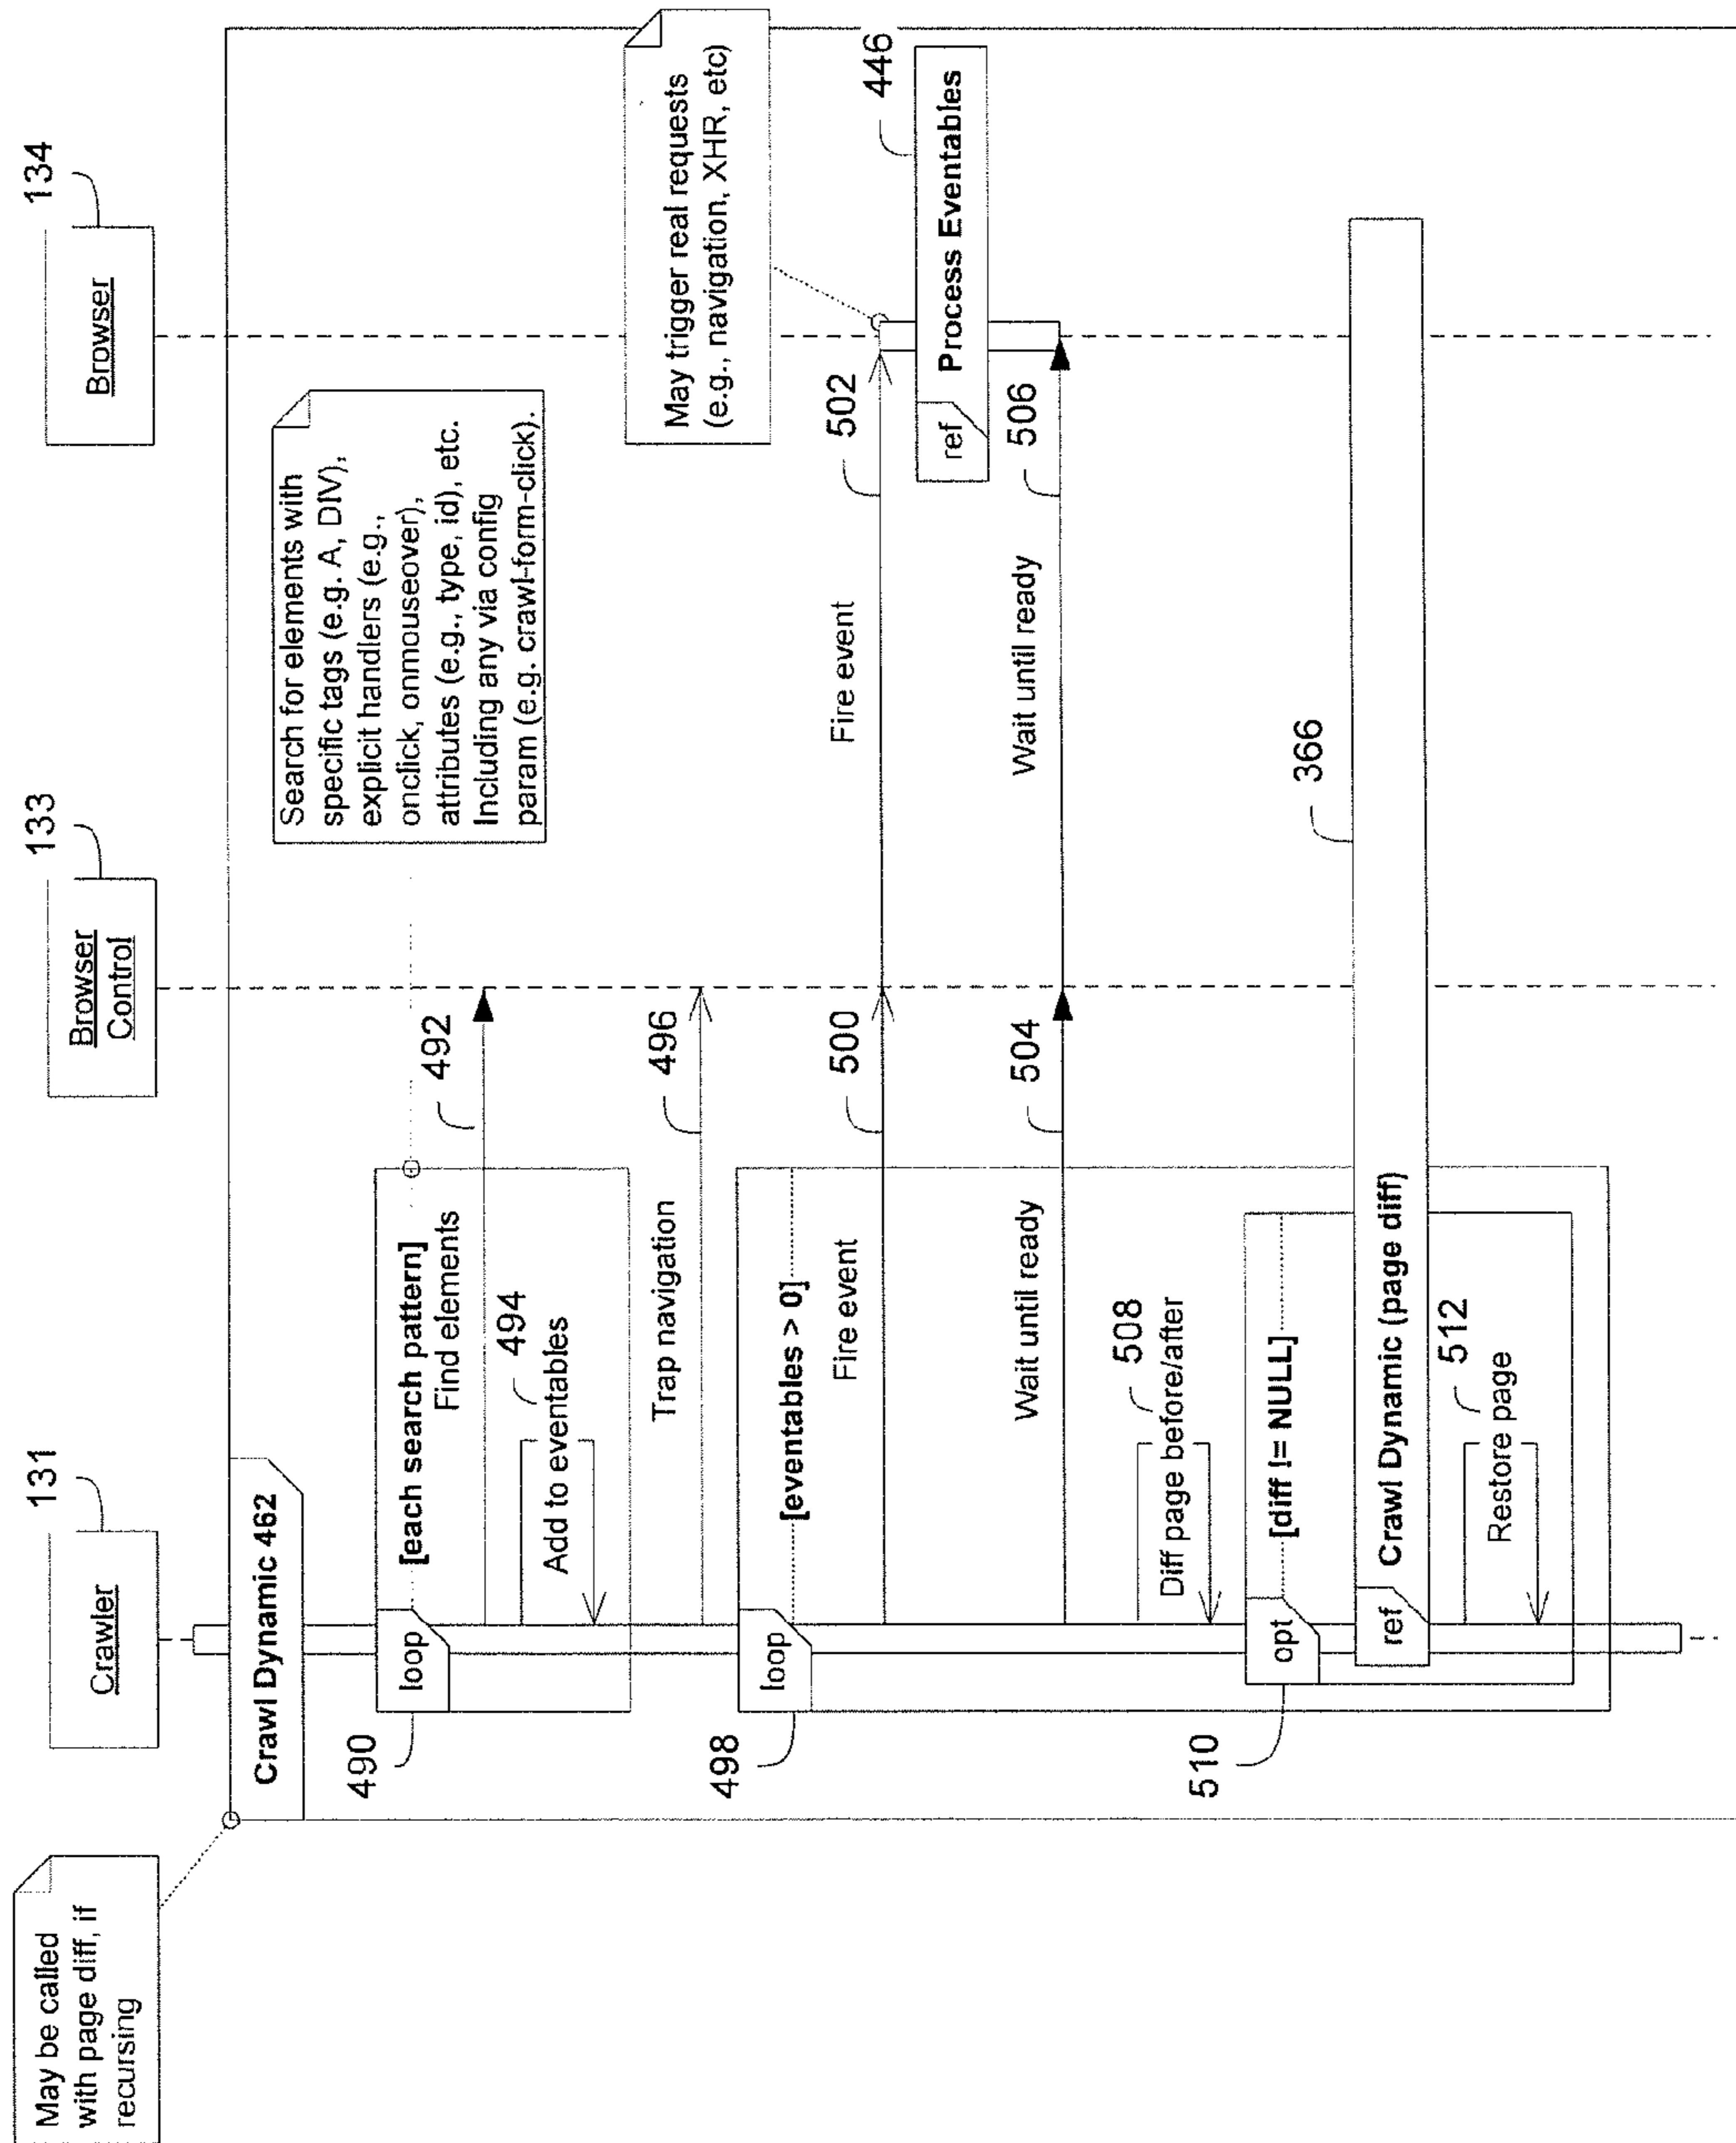 May be called
with page diff, if
recursing
131
Crawler
133
Browser
Control
134
Browser
Crawl Dynamic 462
Search for elements with
specific tags (e.g. A, DIV),
explicit handlers (e.g.,
onclick, onmouseover),
attributes (e.g., type, id), etc.
Including any via config
param (e.g. crawl-form-click).
490
loop
[each search pattern]
Find elements
492
494
Add to eventables
Trap navigation
496
May trigger real requests
(e.g., navigation, XHR, etc)
498
loop
[eventables > 0]
Fire event
500
Fire event
502
446
ref
Process Eventables
Wait until ready
504
Wait until ready
506
508
Diff page before/after
510
opt
[diff != NULL]
366
ref
Crawl Dynamic (page diff)
512
Restore page